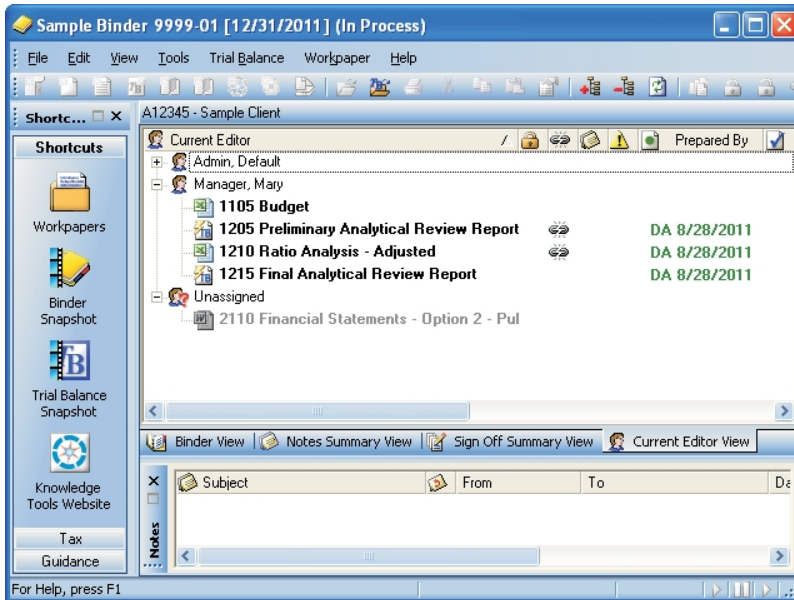 Sample Binder 9999-01 [12/31/2011] (In Process)
File Edit View Tools Trial Balance Workpaper Help
Shortc...
A12345 - Sample Client
Shortcuts
Current Editor / Prepared By
Admin, Default
Manager, Mary
1105 Budget
Workpapers
1205 Preliminary Analytical Review Report DA 8/28/2011
1210 Ratio Analysis - Adjusted DA 8/28/2011
1215 Final Analytical Review Report DA 8/28/2011
Unassigned
2110 Financial Statements - Option 2 - Pul
Binder
Snapshot
TB
Trial Balance
Snapshot
Binder View Notes Summary View Sign Off Summary View Current Editor View
Knowledge
Tools Website
Subject From To Da
Notes
Tax
Guidance
For Help, press F1